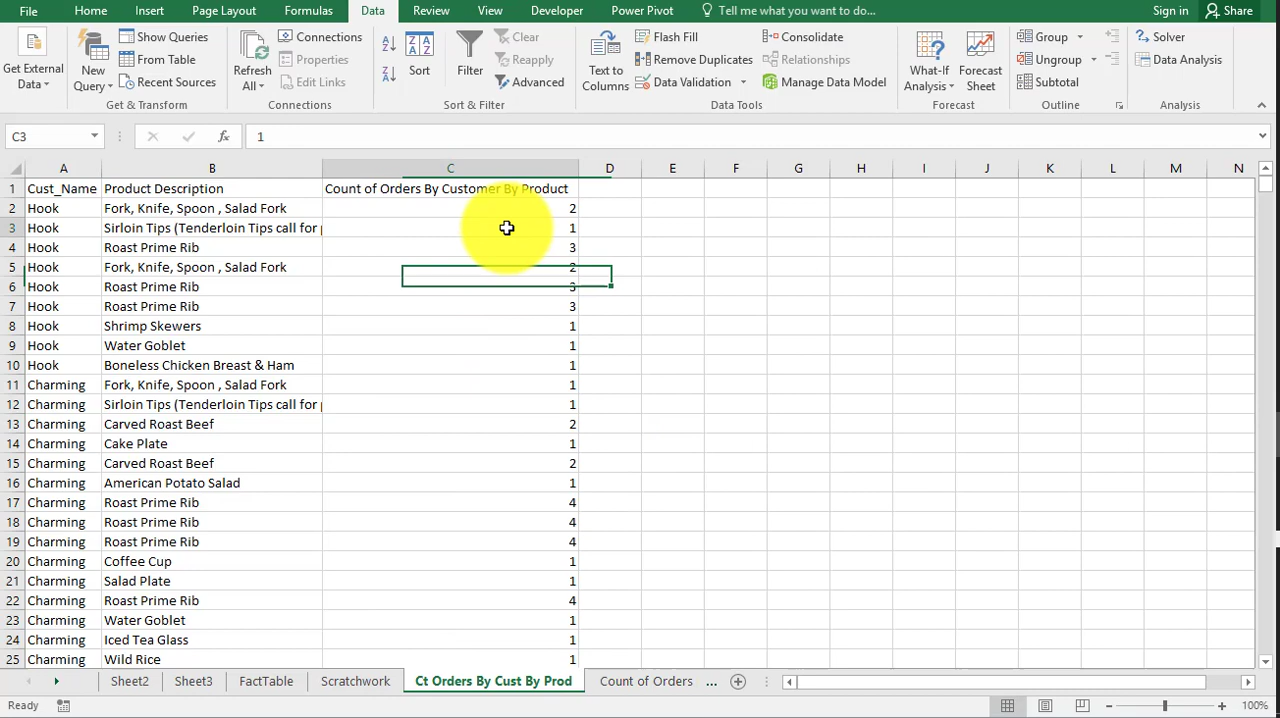 File Home Insert Page Layout Formulas Data Review View Developer Power Pivot Tell me what you want to do... Sign in Share
Get External Data
New Query
Show Queries
From Table
Recent Sources
Get & Transform
Refresh All
Connections
Properties
Edit Links
Connections
Sort
Filter
Clear
Reapply
Advanced
Sort & Filter
Text to Columns
Flash Fill
Remove Duplicates
Data Validation
Consolidate
Relationships
Manage Data Model
Data Tools
What-If Analysis
Forecast Sheet
Forecast
Group
Ungroup
Subtotal
Outline
Solver
Data Analysis
Analysis
C3 fx 1
A B C D E F G H I J K L M N
1 Cust_Name Product Description Count of Orders By Customer By Product
2 Hook Fork, Knife, Spoon , Salad Fork 2
3 Hook Sirloin Tips (Tenderloin Tips call for 1
4 Hook Roast Prime Rib 3
5 Hook Fork, Knife, Spoon , Salad Fork 2
6 Hook Roast Prime Rib 3
7 Hook Roast Prime Rib 3
8 Hook Shrimp Skewers 1
9 Hook Water Goblet 1
10 Hook Boneless Chicken Breast & Ham 1
11 Charming Fork, Knife, Spoon , Salad Fork 1
12 Charming Sirloin Tips (Tenderloin Tips call for 1
13 Charming Carved Roast Beef 2
14 Charming Cake Plate 1
15 Charming Carved Roast Beef 2
16 Charming American Potato Salad 1
17 Charming Roast Prime Rib 4
18 Charming Roast Prime Rib 4
19 Charming Roast Prime Rib 4
20 Charming Coffee Cup 1
21 Charming Salad Plate 1
22 Charming Roast Prime Rib 4
23 Charming Water Goblet 1
24 Charming Iced Tea Glass 1
25 Charming Wild Rice 1
Sheet2 Sheet3 FactTable Scratchwork Ct Orders By Cust By Prod Count of Orders ...
Ready 100%